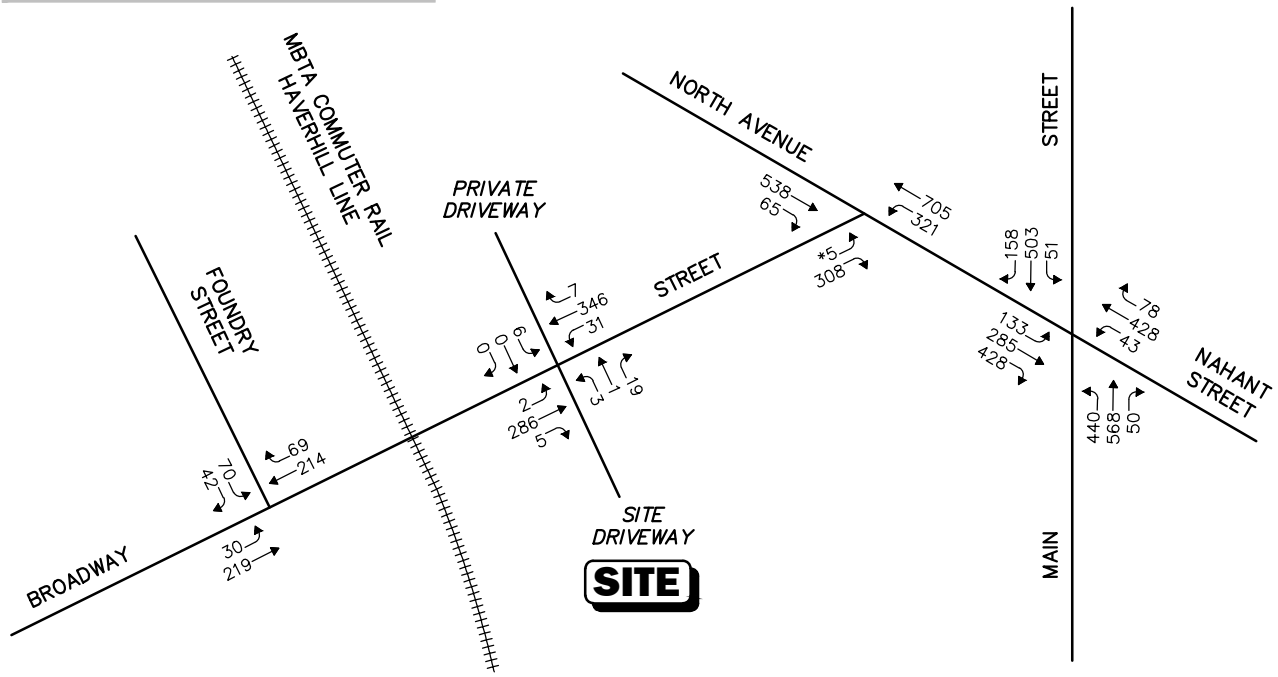 MBTA COMMUTER RAIL
HAVERHILL LINE
NORTH AVENUE
STREET
PRIVATE
DRIVEWAY
538
65
705
321
*5
308
158
503
51
78
428
43
133
285
428
NAHANT
STREET
440
568
50
FOUNDRY
STREET
STREET
7
346
31
0
0
6
2
286
5
3
1
19
69
214
70
42
30
219
BROADWAY
SITE
DRIVEWAY
SITE
MAIN